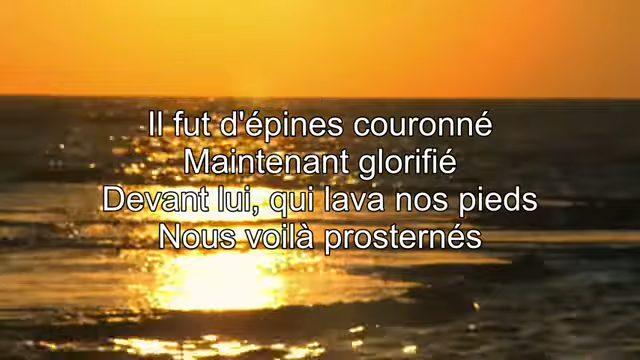 Il fut d'épines couronné
Maintenant glorifié
Devant lui, qui lava nos pieds
Nous voilà prosternés